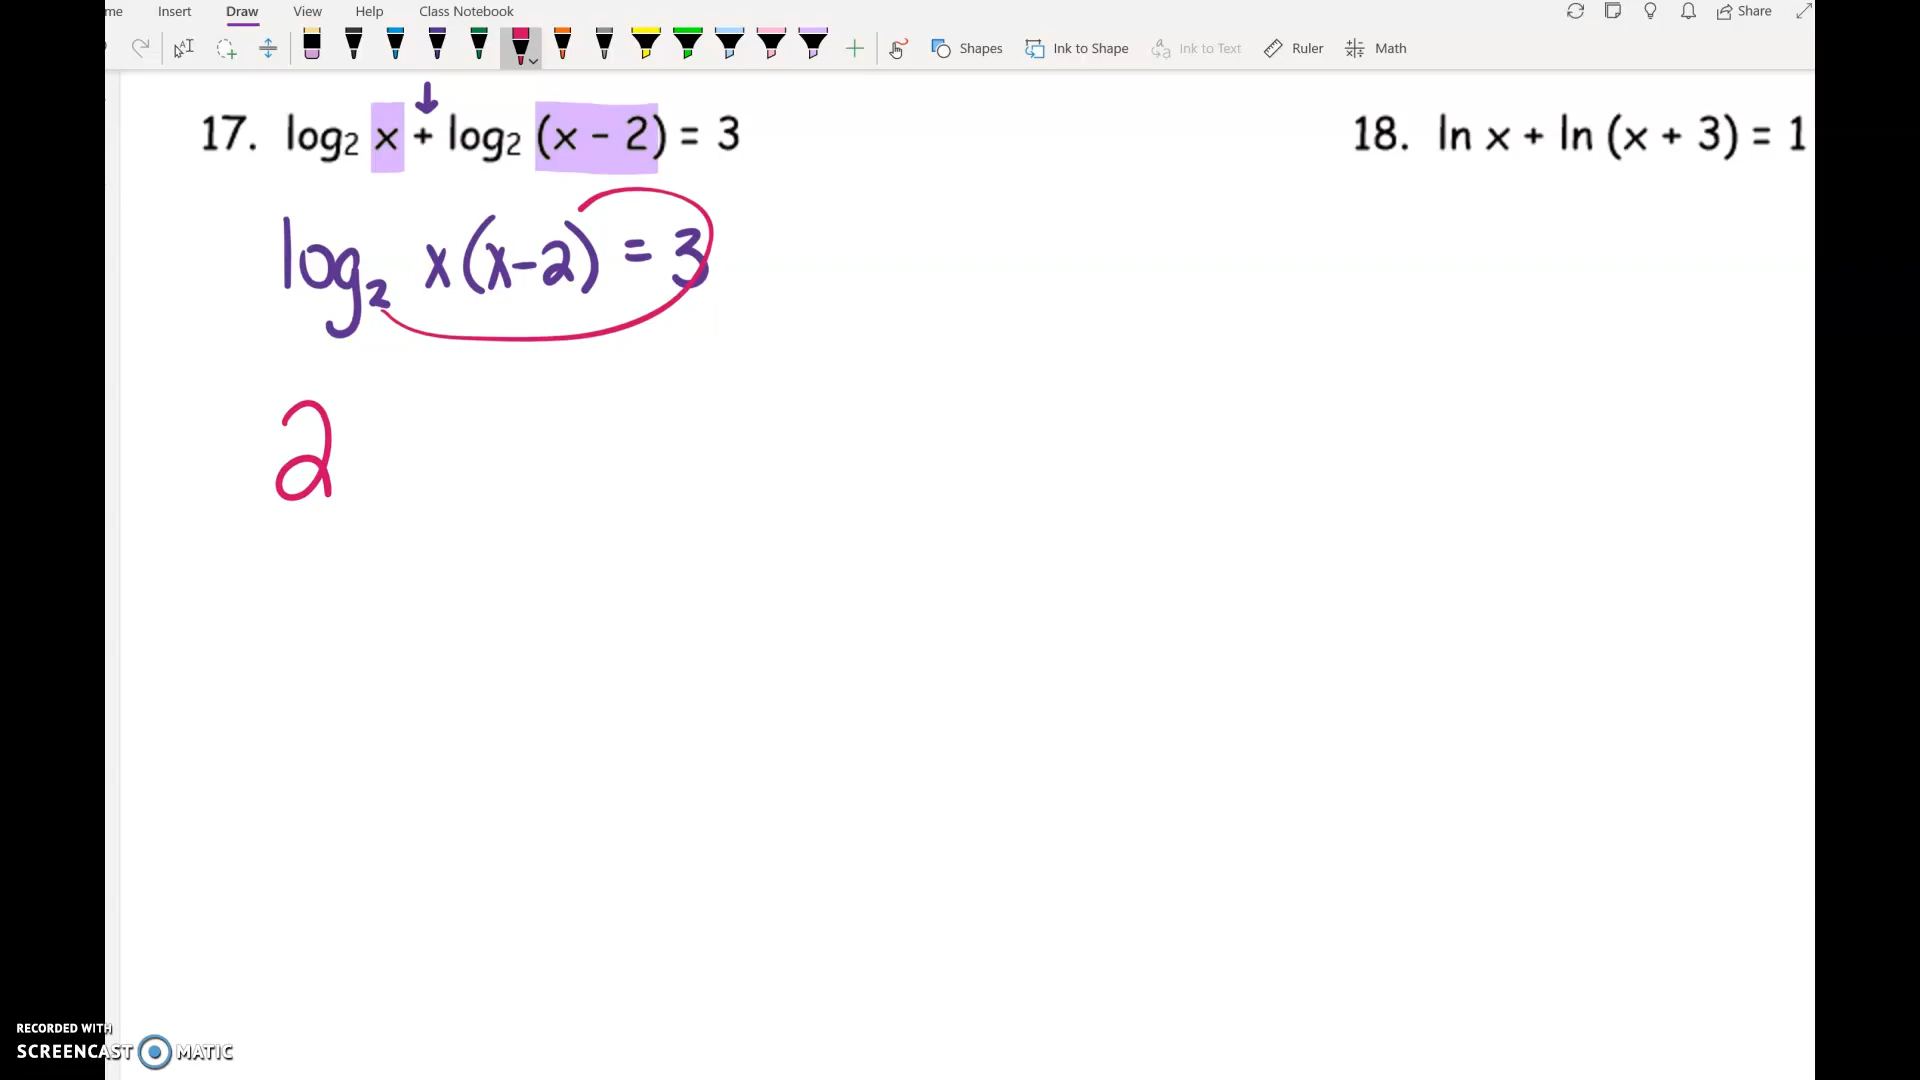 me Insert Draw View Help Class Notebook Share
Shapes Ink to Shape Ink to Text Ruler Math
17. log₂ x + log₂ (x - 2) = 3
18. ln x + ln (x + 3) = 1
log₂ x(x-2) = 3
2
RECORDED WITH
SCREENCAST MATIC